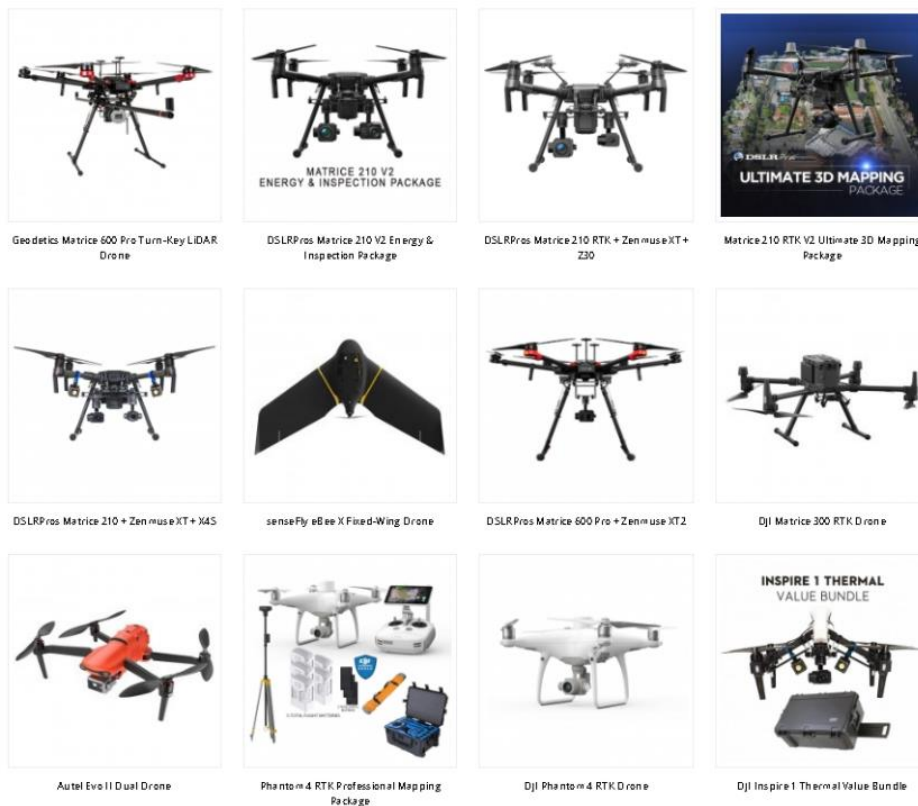 MATRICE 210 V2
ENERGY & INSPECTION PACKAGE
DSLRPros
ULTIMATE 3D MAPPING
PACKAGE
Geodetics Matrice 600 Pro Turn-Key LiDAR
Drone
DSLRPros Matrice 210 V2 Energy &
Inspection Package
DSLRPros Matrice 210 RTK + Zenmuse XT +
Z30
Matrice 210 RTK V2 Ultimate 3D Mapping
Package
DSLRPros Matrice 210 + Zenmuse XT + X4S
senseFly eBee X Fixed-Wing Drone
DSLRPros Matrice 600 Pro + Zenmuse XT2
DJI Matrice 300 RTK Drone
INSPIRE 1 THERMAL
VALUE BUNDLE
Autel Evo II Dual Drone
Phantom 4 RTK Professional Mapping
Package
DJI Phantom 4 RTK Drone
DJI Inspire 1 Thermal Value Bundle